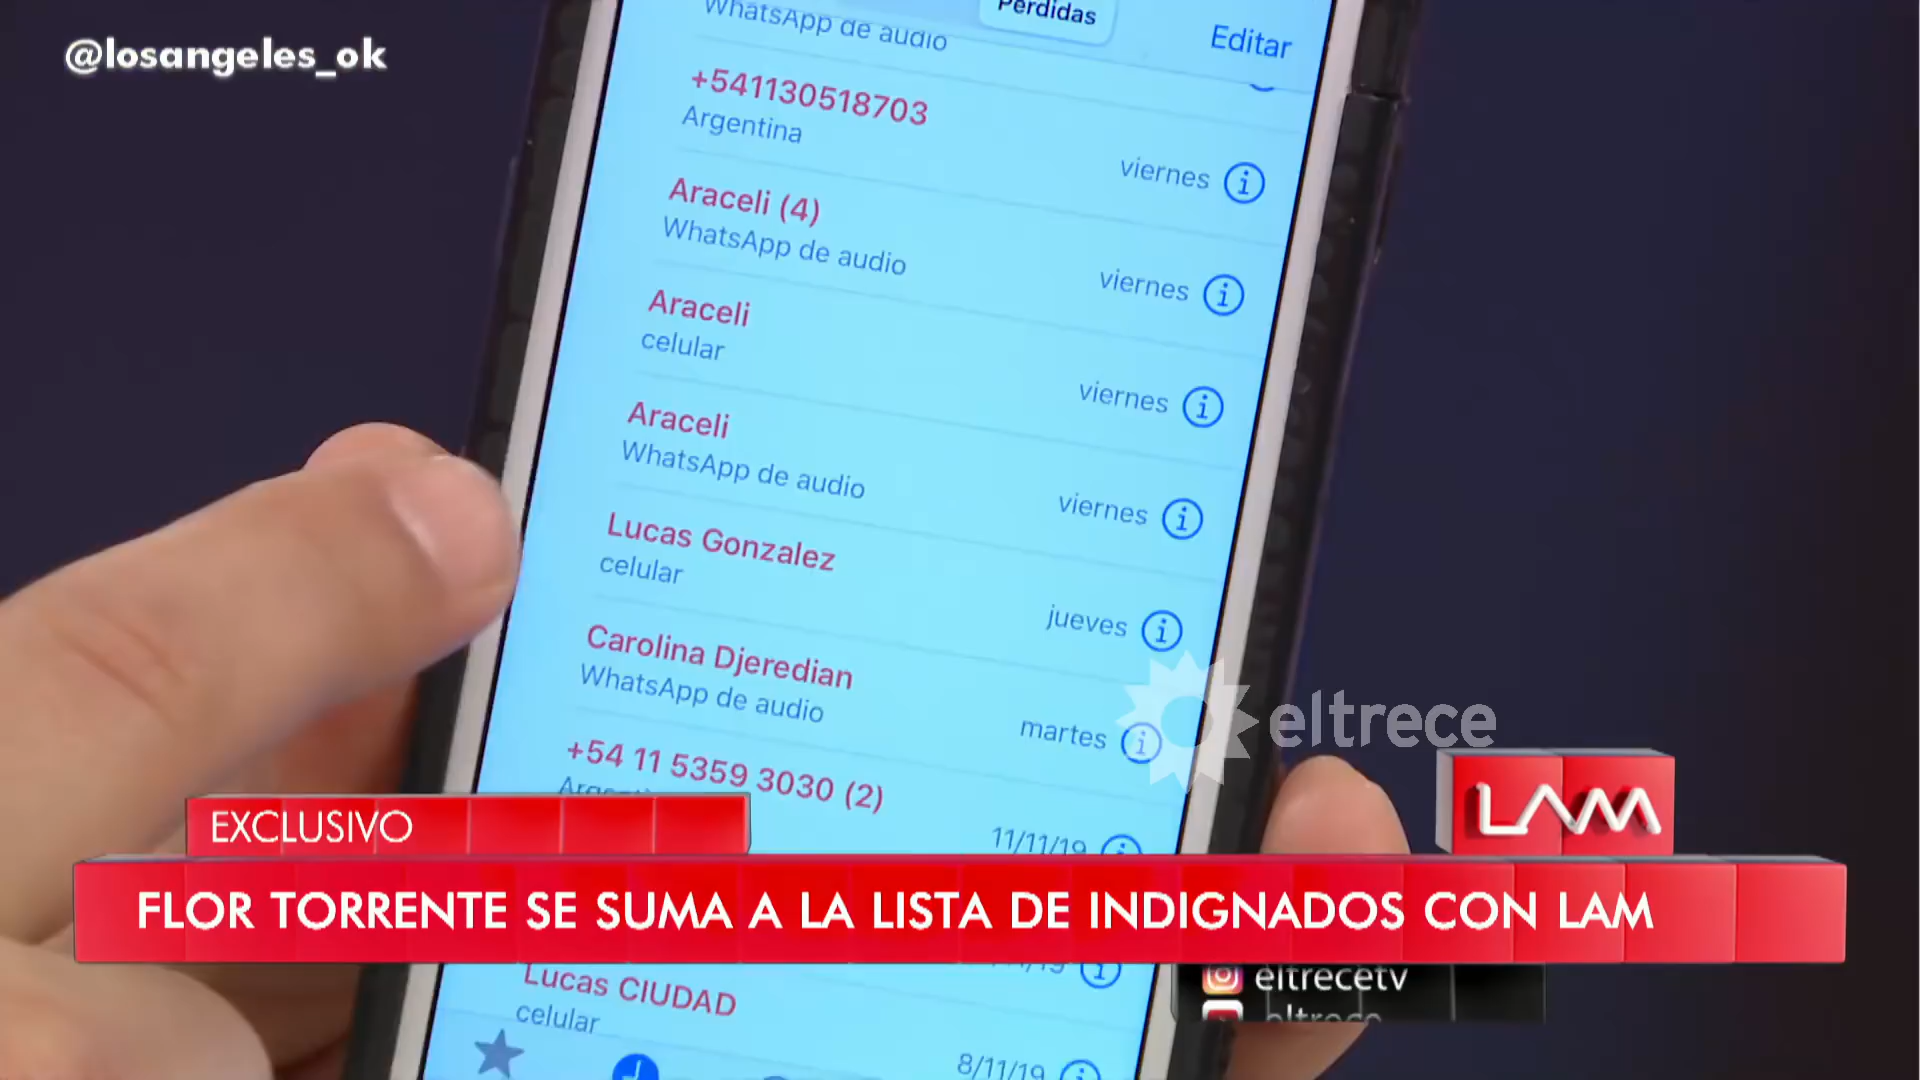 @losangeles_ok
Perdidas
Editar
WhatsApp de audio
+541130518703
Argentina
viernes
Araceli (4)
WhatsApp de audio
viernes
Araceli
celular
viernes
Araceli
WhatsApp de audio
viernes
Lucas Gonzalez
celular
jueves
Carolina Djeredian
WhatsApp de audio
martes
eltrece
+54 11 5359 3030 (2)
11/11/19
LAM
EXCLUSIVO
FLOR TORRENTE SE SUMA A LA LISTA DE INDIGNADOS CON LAM
eltrecetv
eltrece
Lucas CIUDAD
celular
8/11/19